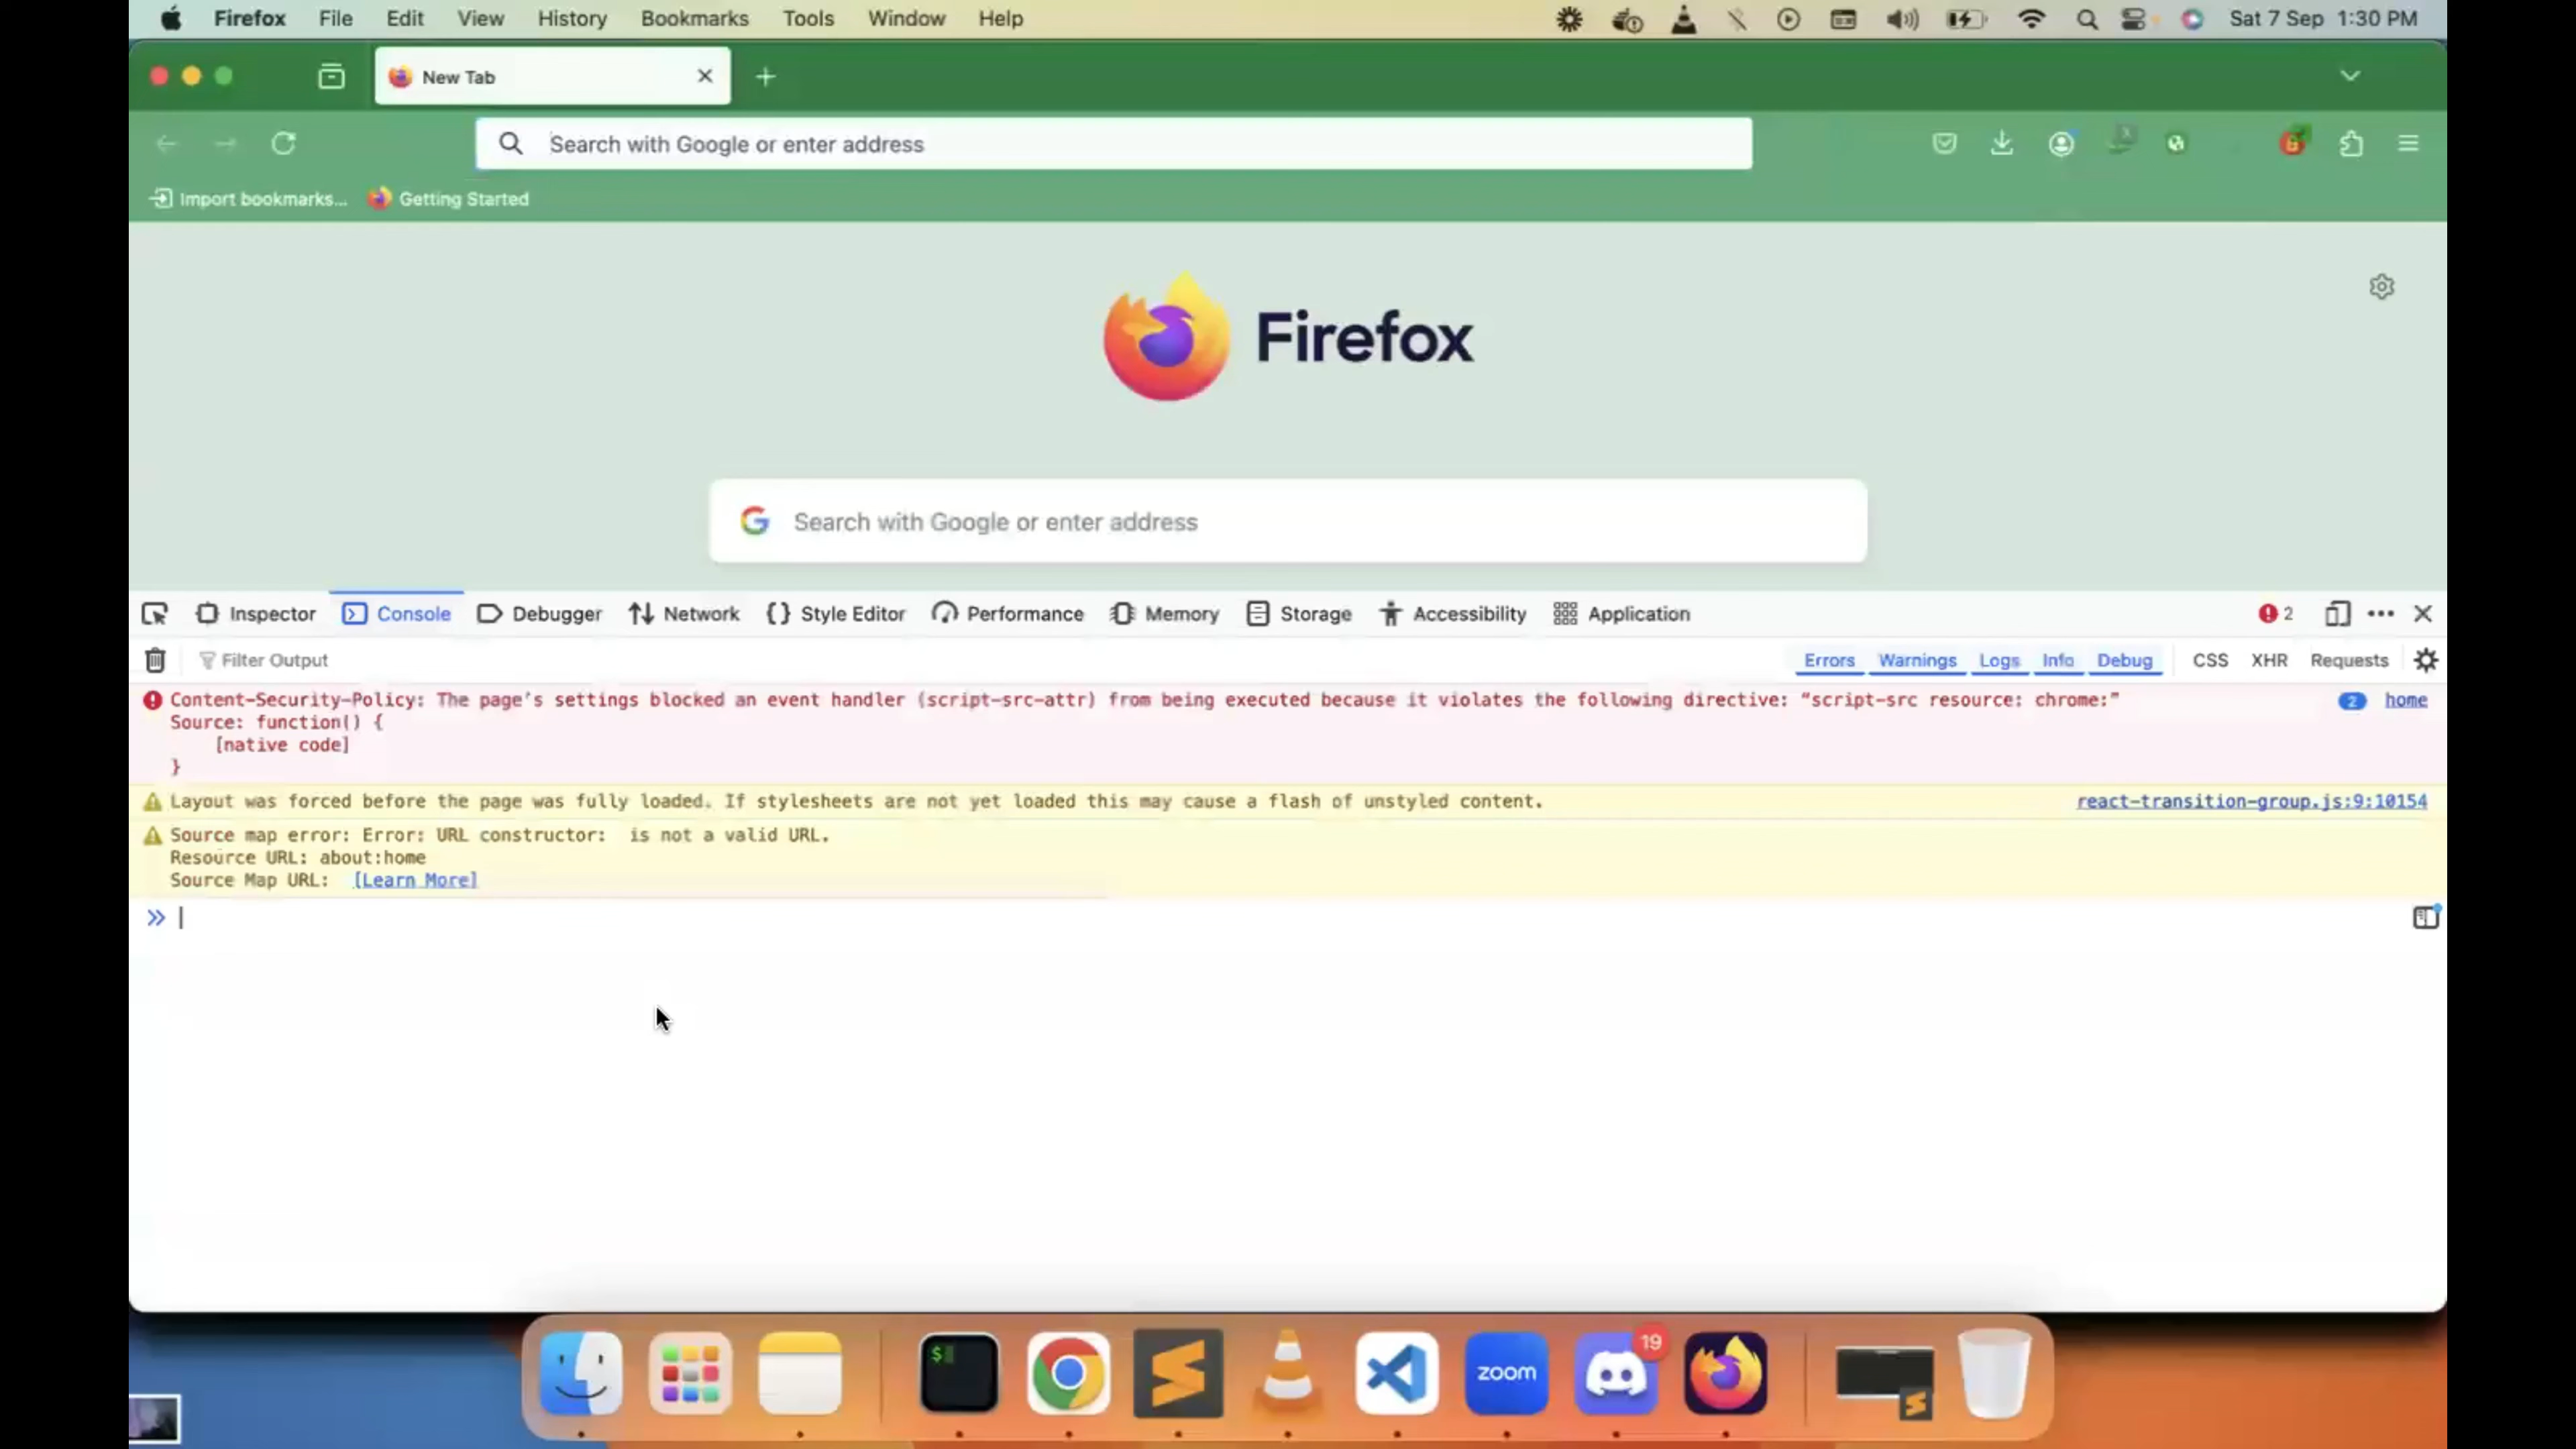 Firefox File Edit View History Bookmarks Tools Window Help Sat 7 Sep 1:30 PM
New Tab
Search with Google or enter address
Import bookmarks... Getting Started
Firefox
Search with Google or enter address
Inspector Console Debugger Network Style Editor Performance Memory Storage Accessibility Application 2
Filter Output Errors Warnings Logs Info Debug CSS XHR Requests
Content-Security-Policy: The page’s settings blocked an event handler (script-src-attr) from being executed because it violates the following directive: “script-src resource: chrome:” 2 home
Source: function() {
[native code]
}
Layout was forced before the page was fully loaded. If stylesheets are not yet loaded this may cause a flash of unstyled content. react-transition-group.js:9:10154
Source map error: Error: URL constructor:  is not a valid URL.
Resource URL: about:home
Source Map URL:  [Learn More]
»
$ zoom 19